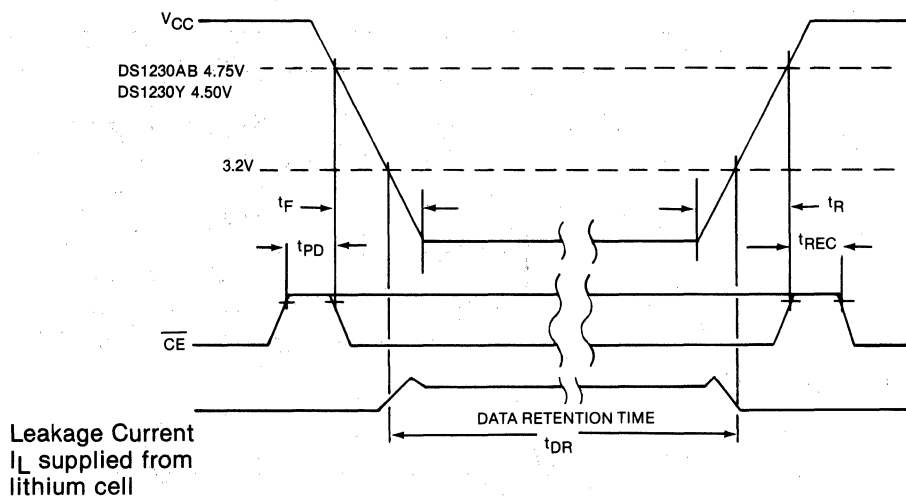 VCC
DS1230AB 4.75V
DS1230Y 4.50V
3.2V
tF
tR
tPD
tREC
CE
DATA RETENTION TIME
tDR
Leakage Current
IL supplied from
lithium cell